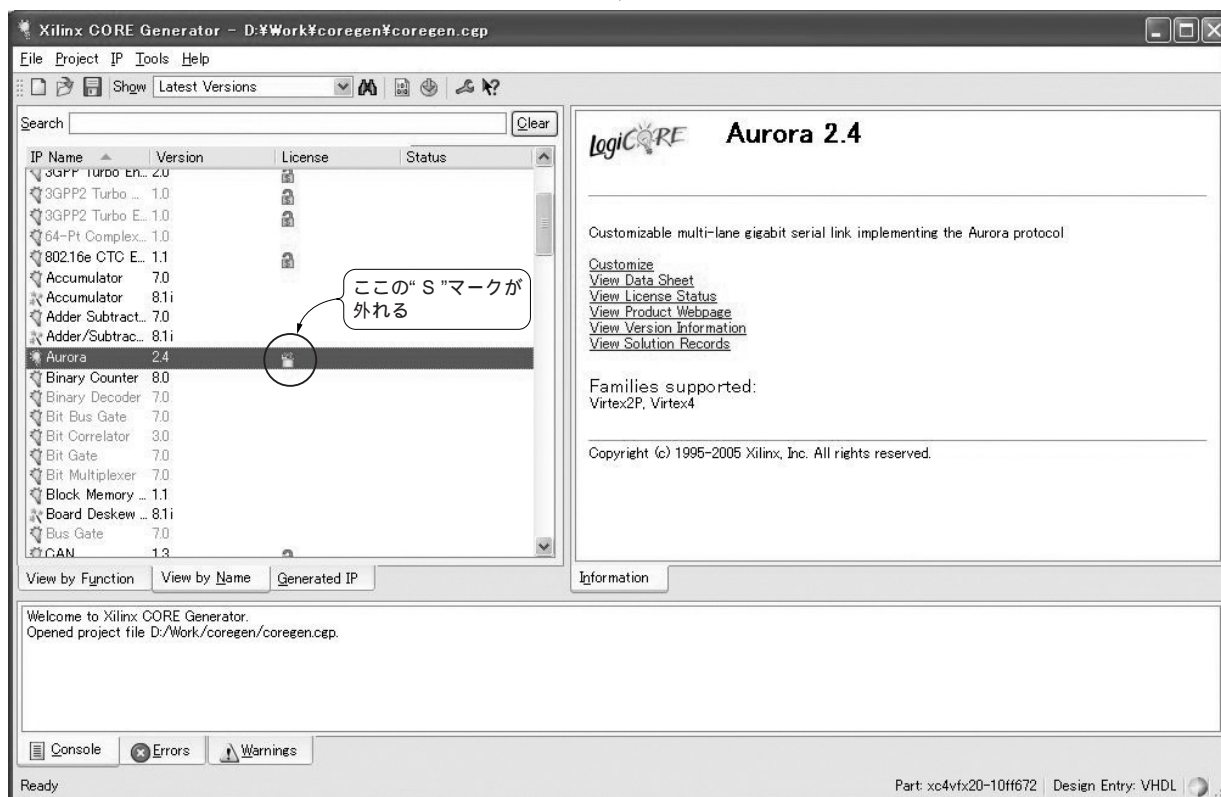 Xilinx CORE Generator - D:¥Work¥coregen¥coregen.cgp
File Project IP Tools Help
Show Latest Versions
Search Clear
IP Name Version License Status
3GPP Turbo En... 2.0
3GPP2 Turbo ... 1.0
3GPP2 Turbo E... 1.0
64-Pt Complex... 1.0
802.16e CTC E... 1.1
Accumulator 7.0
Accumulator 8.1i
Adder Subtract... 7.0
Adder/Subtrac... 8.1i
Aurora 2.4
Binary Counter 8.0
Binary Decoder 7.0
Bit Bus Gate 7.0
Bit Correlator 3.0
Bit Gate 7.0
Bit Multiplexer 7.0
Block Memory ... 1.1
Board Deskew ... 8.1i
Bus Gate 7.0
CAN 1.3
ここの“S”マークが
外れる
View by Function View by Name Generated IP
LogiCORE Aurora 2.4
Customizable multi-lane gigabit serial link implementing the Aurora protocol
Customize
View Data Sheet
View License Status
View Product Webpage
View Version Information
View Solution Records
Families supported:
Virtex2P, Virtex4
Copyright (c) 1995-2005 Xilinx, Inc. All rights reserved.
Information
Welcome to Xilinx CORE Generator.
Opened project file D:/Work/coregen/coregen.cgp.
Console Errors Warnings
Ready Part: xc4vfx20-10ff672 Design Entry: VHDL